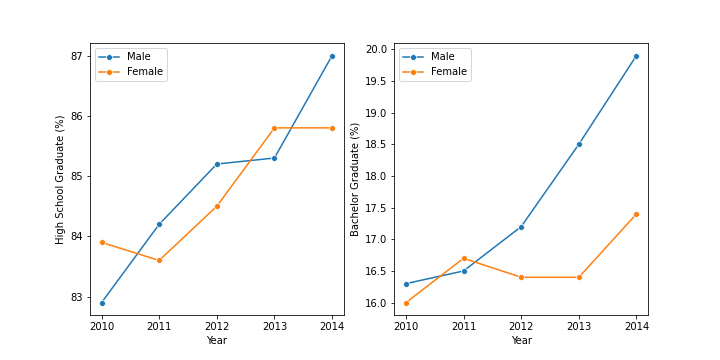 Male
Female
87
86
85
84
83
High School Graduate (%)
2010 2011 2012 2013 2014
Year
Male
Female
20.0
19.5
19.0
18.5
18.0
17.5
17.0
16.5
16.0
Bachelor Graduate (%)
2010 2011 2012 2013 2014
Year